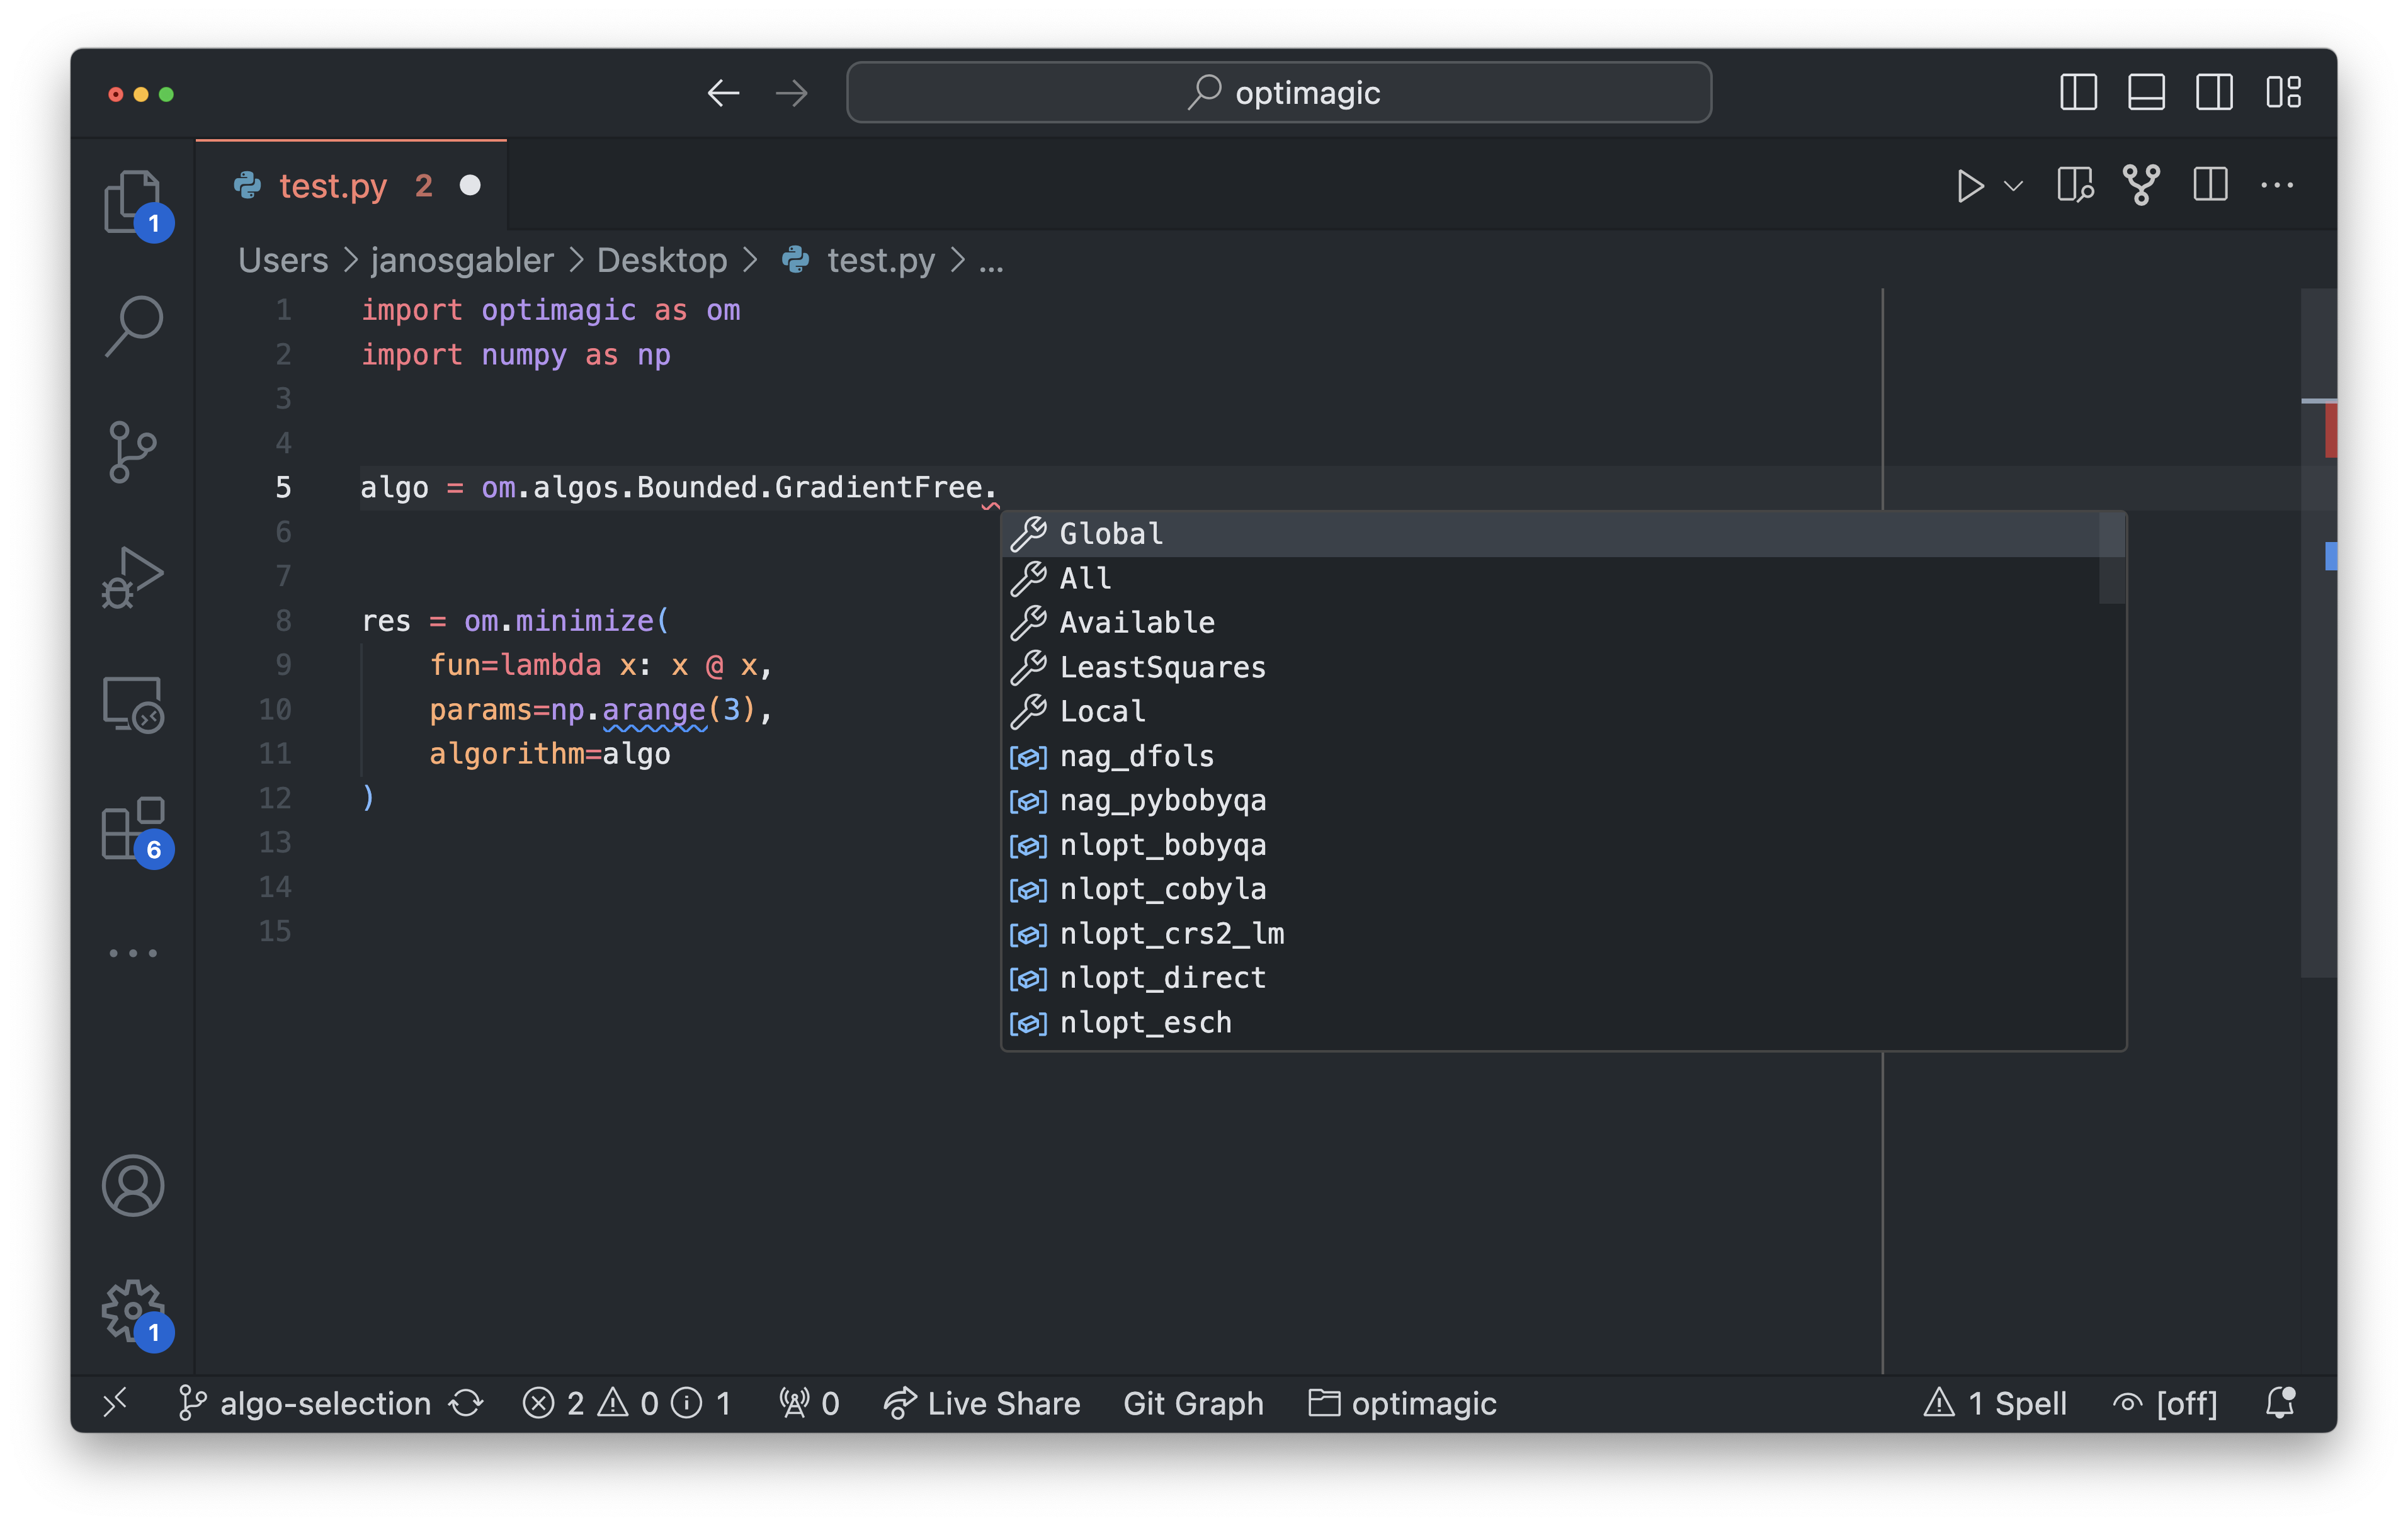 optimagic
test.py 2
Users > janosgabler > Desktop > test.py > ...
1 import optimagic as om
2 import numpy as np
3
4
5 algo = om.algos.Bounded.GradientFree.
6
7
8 res = om.minimize(
9 fun=lambda x: x @ x,
10 params=np.arange(3),
11 algorithm=algo
12 )
13
14
15
Global
All
Available
LeastSquares
Local
nag_dfols
nag_pybobyqa
nlopt_bobyqa
nlopt_cobyla
nlopt_crs2_lm
nlopt_direct
nlopt_esch
1
6
1
algo-selection 2 0 1 0 Live Share Git Graph optimagic 1 Spell [off]